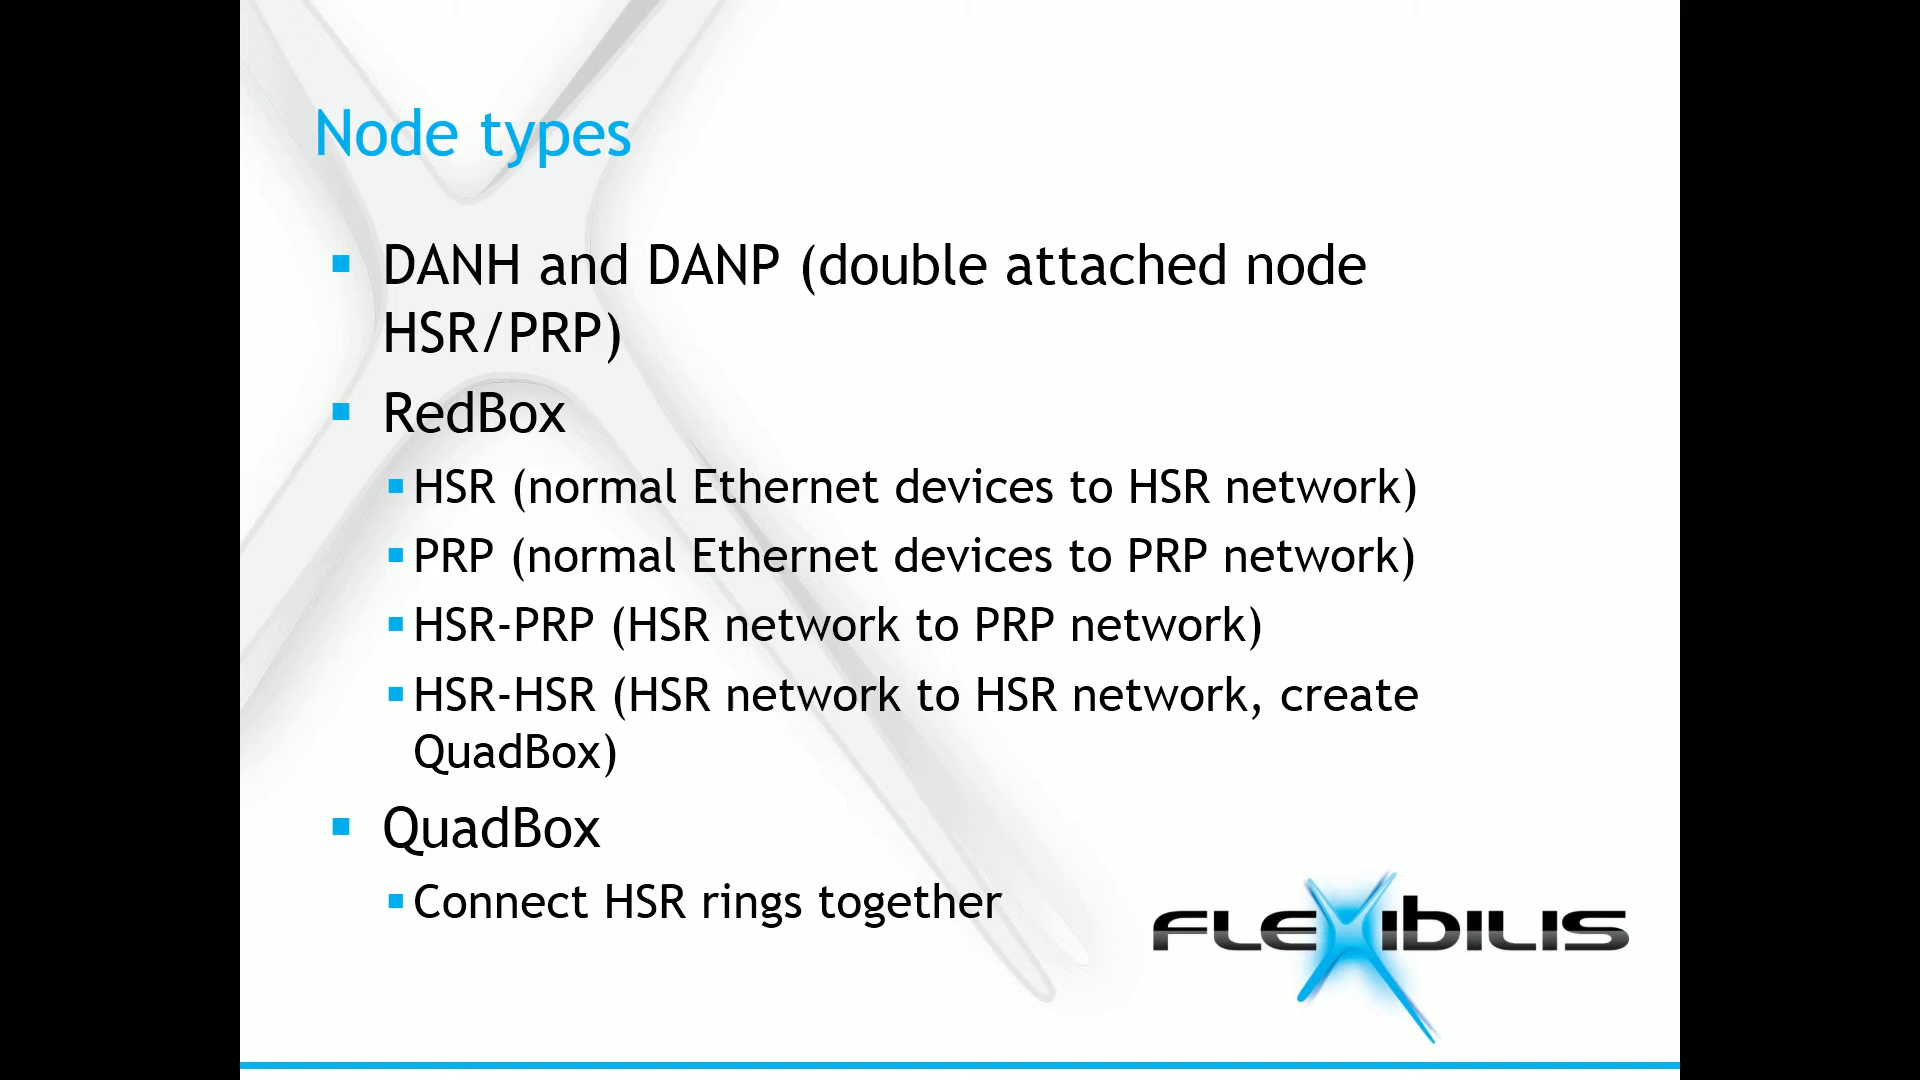 Node types
DANH and DANP (double attached node
HSR/PRP)
RedBox
HSR (normal Ethernet devices to HSR network)
PRP (normal Ethernet devices to PRP network)
HSR-PRP (HSR network to PRP network)
HSR-HSR (HSR network to HSR network, create
QuadBox)
QuadBox
Connect HSR rings together
FLEXIBILIS